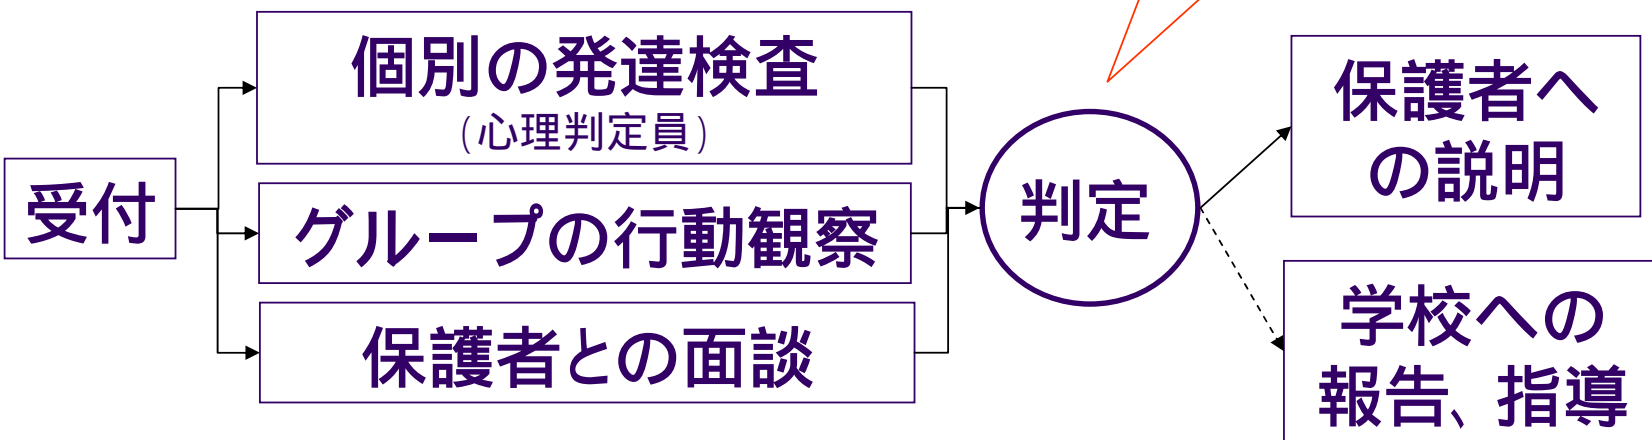 受付
個別の発達検査
(心理判定員)
グループの行動観察
保護者との面談
判定
保護者へ
の説明
学校への
報告、指導